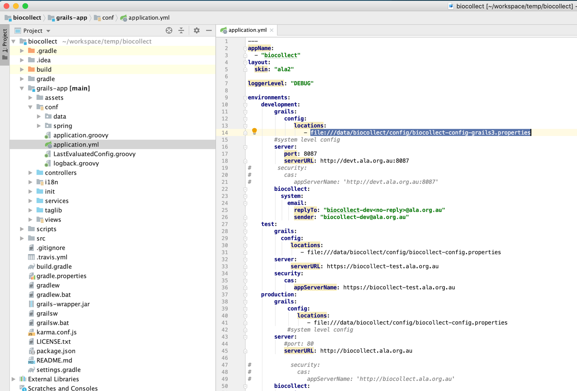 biocollect [~/workspace/temp/biocollect]
biocollect grails-app conf application.yml
1: Project
Project
application.yml
biocollect ~/workspace/temp/biocollect
.gradle
.idea
build
gradle
grails-app [main]
assets
conf
data
spring
application.groovy
application.yml
LastEvaluatedConfig.groovy
logback.groovy
controllers
i18n
init
services
taglib
views
scripts
src
.gitignore
.travis.yml
build.gradle
gradle.properties
gradlew
gradlew.bat
grails-wrapper.jar
grailsw
grailsw.bat
karma.conf.js
LICENSE.txt
package.json
README.md
settings.gradle
External Libraries
Scratches and Consoles
1 ---
2 appName:
3 - "biocollect"
4 layout:
5 skin: "ala2"
6
7 loggerLevel: "DEBUG"
8
9 environments:
10 development:
11 grails:
12 config:
13 locations:
14 - file:///data/biocollect/config/biocollect-config-grails3.properties
15 #system level config
16 server:
17 port: 8087
18 serverURL: http://devt.ala.org.au:8087
19 # security:
20 # cas:
21 # appServerName: 'http://devt.ala.org.au:8087'
22 biocollect:
23 system:
24 email:
25 replyTo: "biocollect-dev<no-reply>@ala.org.au"
26 sender: "biocollect-dev@ala.org.au"
27 test:
28 grails:
29 config:
30 locations:
31 - file:///data/biocollect/config/biocollect-config.properties
32 server:
33 serverURL: https://biocollect-test.ala.org.au
34 security:
35 cas:
36 appServerName: https://biocollect-test.ala.org.au
37 production:
38 grails:
39 config:
40 locations:
41 - file:///data/biocollect/config/biocollect-config.properties
42 #system level config
43 server:
44 #port: 80
45 serverURL: http://biocollect.ala.org.au
46
47 # security:
48 # cas:
49 # appServerName: 'http://biocollect.ala.org.au'
50 biocollect: